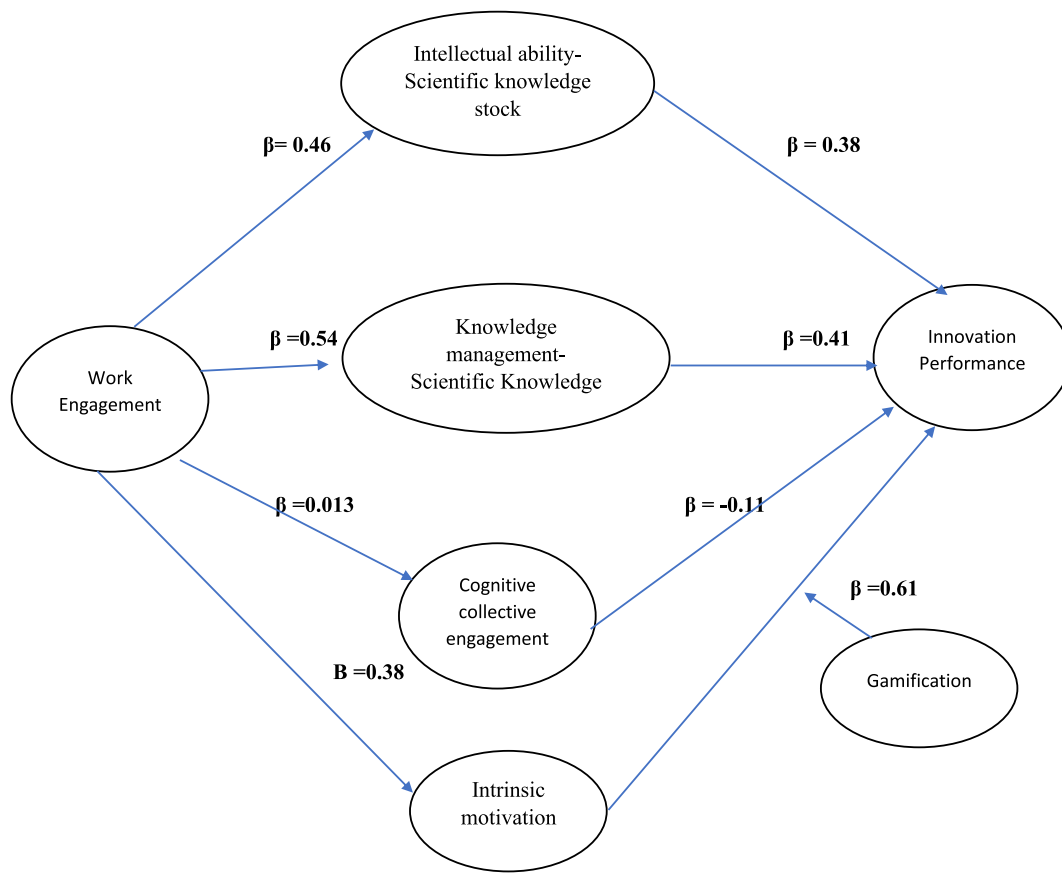 Intellectual ability-
Scientific knowledge
stock
β= 0.46
β = 0.38
β =0.54
Knowledge
management-
Scientific Knowledge
β =0.41
Innovation
Performance
Work
Engagement
β =0.013
β = -0.11
Cognitive
collective
engagement
β =0.61
Gamification
B =0.38
Intrinsic
motivation